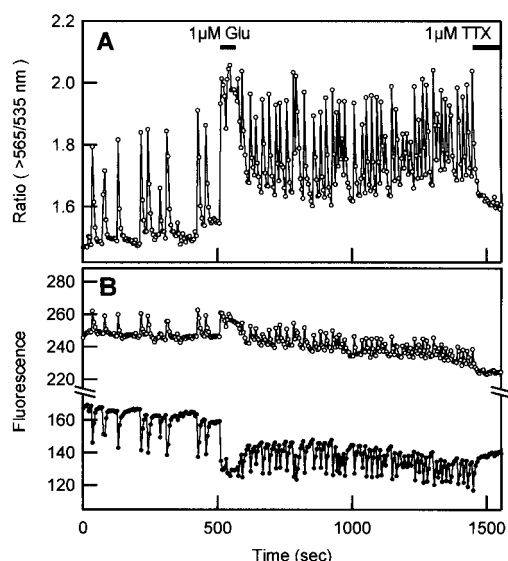 A
1µM Glu
1µM TTX
Ratio ( >565/535 nm )
2.2
2.0
1.8
1.6
B
Fluorescence
280
260
240
220
160
140
120
0
500
1000
1500
Time (sec)